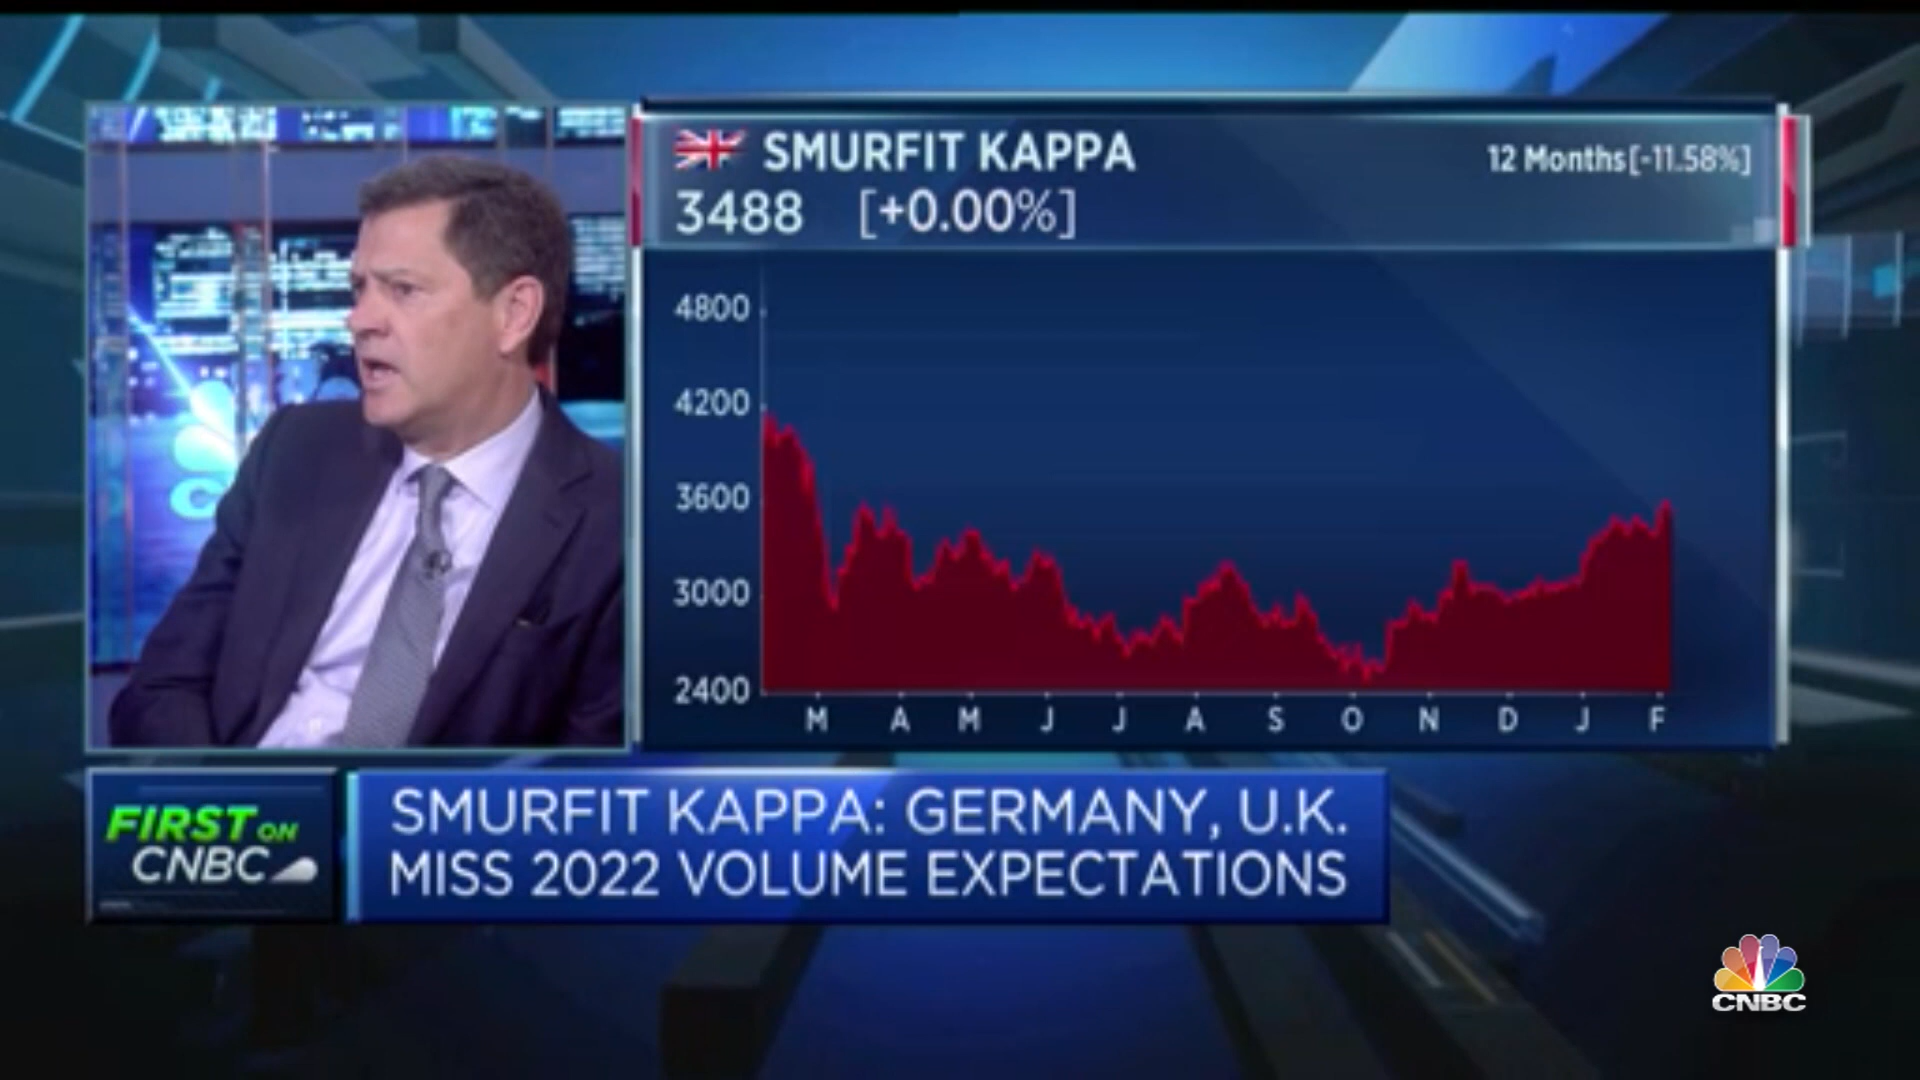 SMURFIT KAPPA
12 Months [-11.58%]
3488 [+0.00%]
4800
4200
3600
3000
2400
M A M J J A S O N D J F
FIRST ON
CNBC
SMURFIT KAPPA: GERMANY, U.K.
MISS 2022 VOLUME EXPECTATIONS
CNBC